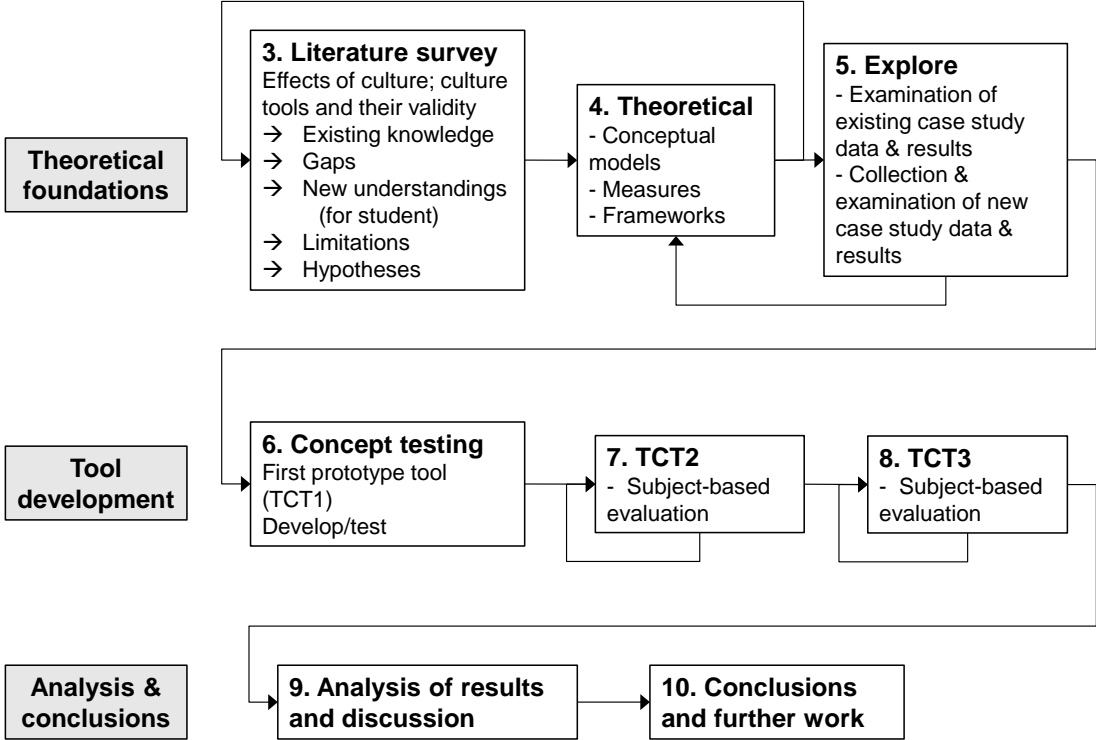 Theoretical
foundations
3. Literature survey
Effects of culture; culture
tools and their validity
→ Existing knowledge
→ Gaps
→ New understandings
(for student)
→ Limitations
→ Hypotheses
4. Theoretical
- Conceptual
models
- Measures
- Frameworks
5. Explore
- Examination of
existing case study
data & results
- Collection &
examination of new
case study data &
results
Tool
development
6. Concept testing
First prototype tool
(TCT1)
Develop/test
7. TCT2
- Subject-based
evaluation
8. TCT3
- Subject-based
evaluation
Analysis &
conclusions
9. Analysis of results
and discussion
10. Conclusions
and further work